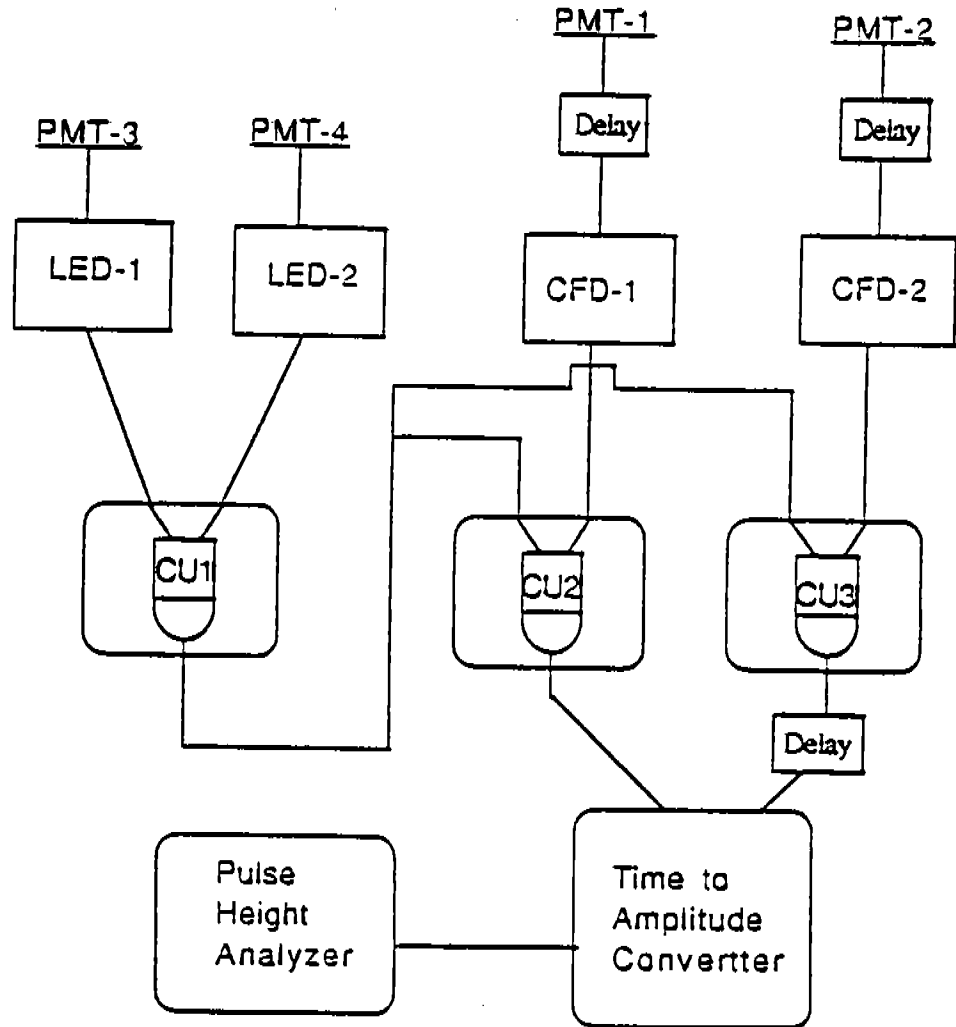 PMT-1
PMT-2
Delay
Delay
PMT-3
PMT-4
LED-1
LED-2
CFD-1
CFD-2
CU1
CU2
CU3
Delay
Pulse
Height
Analyzer
Time to
Amplitude
Convertter